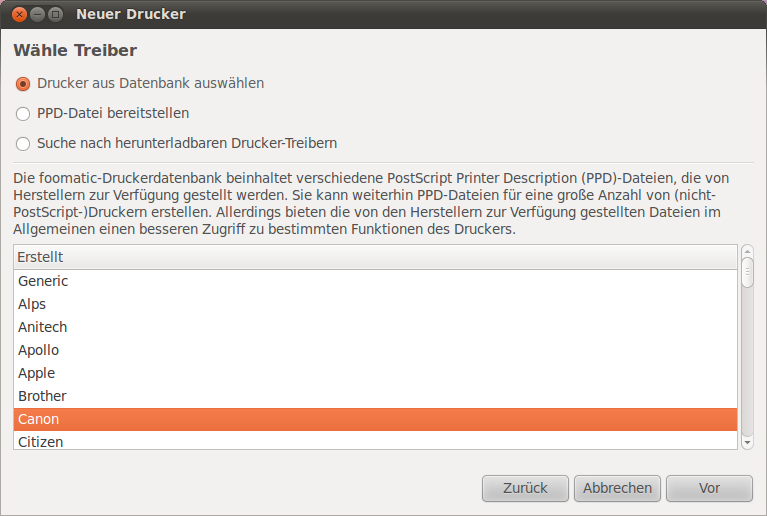 Neuer Drucker
Wähle Treiber
Drucker aus Datenbank auswählen
PPD-Datei bereitstellen
Suche nach herunterladbaren Drucker-Treibern
Die foomatic-Druckerdatenbank beinhaltet verschiedene PostScript Printer Description (PPD)-Dateien, die von
Herstellern zur Verfügung gestellt werden. Sie kann weiterhin PPD-Dateien für eine große Anzahl von (nicht-
PostScript-)Druckern erstellen. Allerdings bieten die von den Herstellern zur Verfügung gestellten Dateien im
Allgemeinen einen besseren Zugriff zu bestimmten Funktionen des Druckers.
Erstellt
Generic
Alps
Anitech
Apollo
Apple
Brother
Canon
Citizen
Zurück Abbrechen Vor